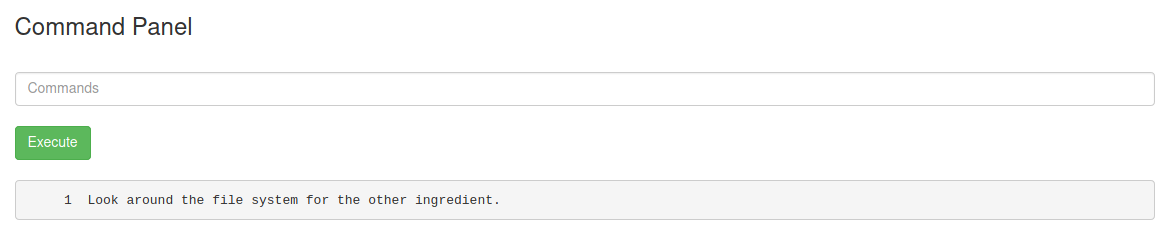 Command Panel
Commands
Execute
1 Look around the file system for the other ingredient.